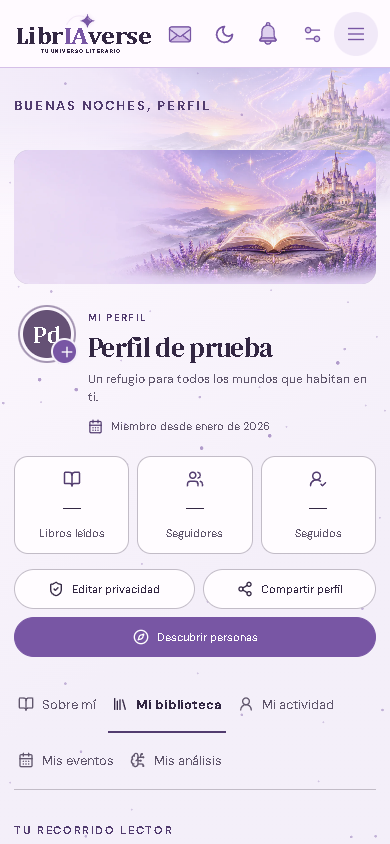 LibrIAverse
TU UNIVERSO LITERARIO
BUENAS NOCHES, PERFIL
Pd
MI PERFIL
Perfil de prueba
Un refugio para todos los mundos que habitan en
ti.
Miembro desde enero de 2026
— — —
Libros leídos Seguidores Seguidos
Editar privacidad Compartir perfil
Descubrir personas
Sobre mí Mi biblioteca Mi actividad
Mis eventos Mis análisis
TU RECORRIDO LECTOR